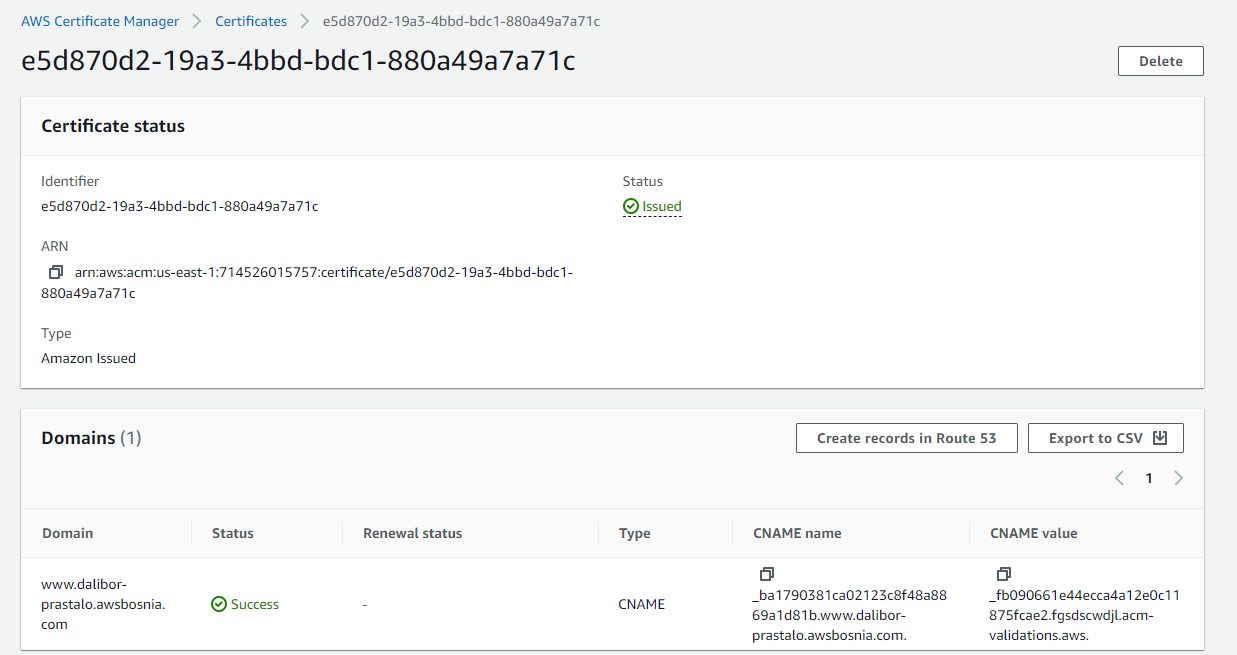 AWS Certificate Manager > Certificates > e5d870d2-19a3-4bbd-bdc1-880a49a7a71c
e5d870d2-19a3-4bbd-bdc1-880a49a7a71c
Delete
Certificate status
Identifier
e5d870d2-19a3-4bbd-bdc1-880a49a7a71c
Status
Issued
ARN
arn:aws:acm:us-east-1:714526015757:certificate/e5d870d2-19a3-4bbd-bdc1-
880a49a7a71c
Type
Amazon Issued
Domains (1)
Create records in Route 53
Export to CSV
1
Domain
Status
Renewal status
Type
CNAME name
CNAME value
www.dalibor-
prastalo.awsbosnia.
com
Success
-
CNAME
_ba1790381ca02123c8f48a88
69a1d81b.www.dalibor-
prastalo.awsbosnia.com.
_fb090661e44ecca4a12e0c11
875fcae2.fgsdscwdjl.acm-
validations.aws.